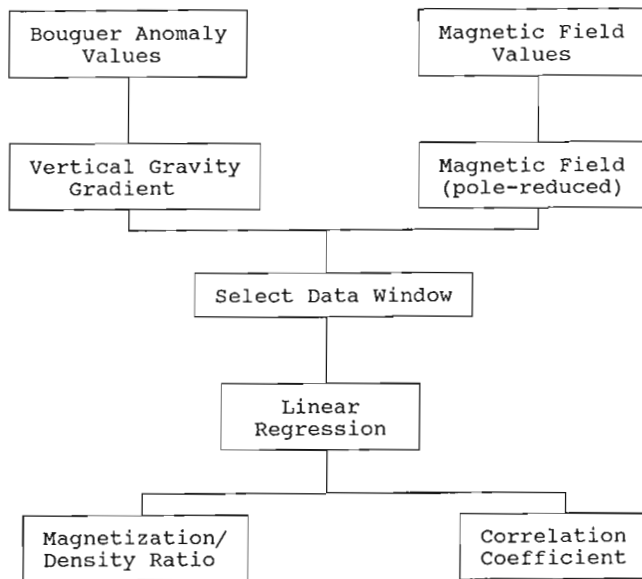 Bouguer Anomaly
Values
Magnetic Field
Values
Vertical Gravity
Gradient
Magnetic Field
(pole-reduced)
Select Data Window
Linear
Regression
Magnetization/
Density Ratio
Correlation
Coefficient